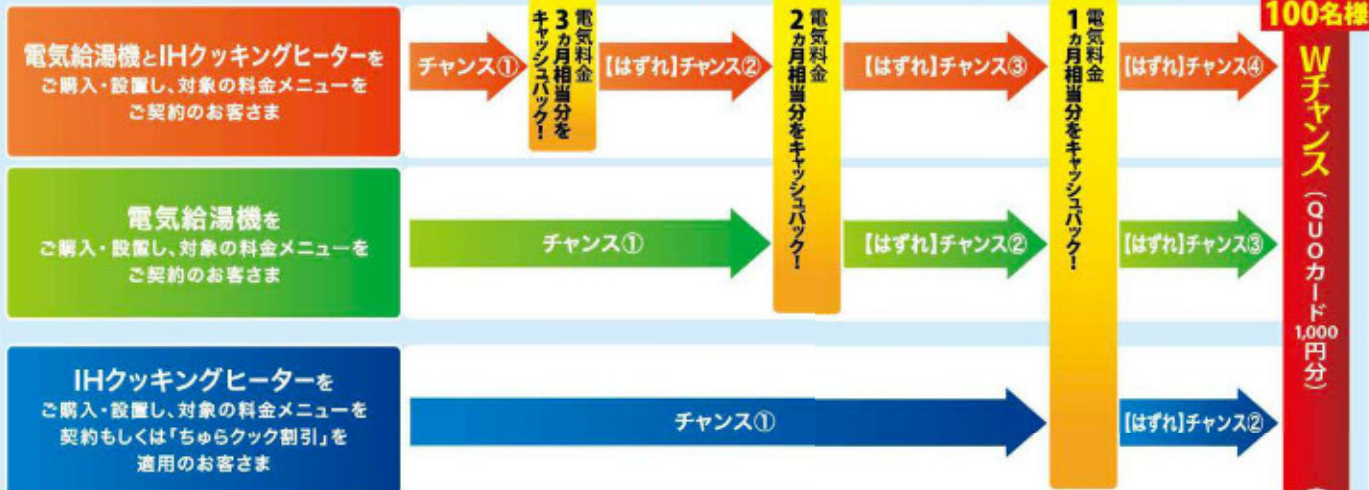 電気給湯機とIHクッキングヒーターを
ご購入・設置し、対象の料金メニューを
ご契約のお客さま
チャンス①
電気料金
3ヵ月相当分を
キャッシュバック!
【はずれ】チャンス②
電気料金
2ヵ月相当分をキャッシュバック!
【はずれ】チャンス③
電気料金
1ヵ月相当分をキャッシュバック!
【はずれ】チャンス④
100名様
Wチャンス(QUOカード1,000円分)
電気給湯機を
ご購入・設置し、対象の料金メニューを
ご契約のお客さま
チャンス①
【はずれ】チャンス②
【はずれ】チャンス③
IHクッキングヒーターを
ご購入・設置し、対象の料金メニューを
契約もしくは「ちゅらクック割引」を
適用のお客さま
チャンス①
【はずれ】チャンス②